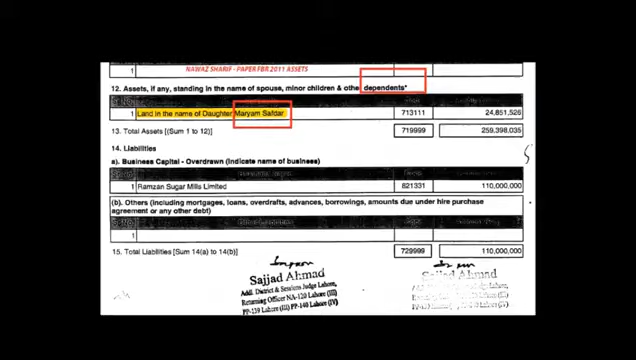 1 NAWAZ SHARIF - PAPER FBR 2011 ASSETS
12. Assets, if any, standing in the name of spouse, minor children & other dependents*
1 Land in the name of Daughter Maryam Safdar 713111 24,851,526
13. Total Assets [(Sum 1 to 12) 719999 259,398,035
14. Liabilities
a). Business Capital - Overdrawn (indicate name of business)
1 Ramzan Sugar Mills Limited 821331 110,000,000
(b). Others (including mortgages, loans, overdrafts, advances, borrowings, amounts due under hire purchase
agreement or any other debt)
1
15. Total Liabilities [Sum 14(a) to 14(b)] 729999 110,000,000
Sajjad Ahmad
Addl. District & Sessions Judge Lahore,
Returning Officer NA-120 Lahore (III)
PP-139 Lahore (III) PP-140 Lahore (IV)
Sajjad Ahmad